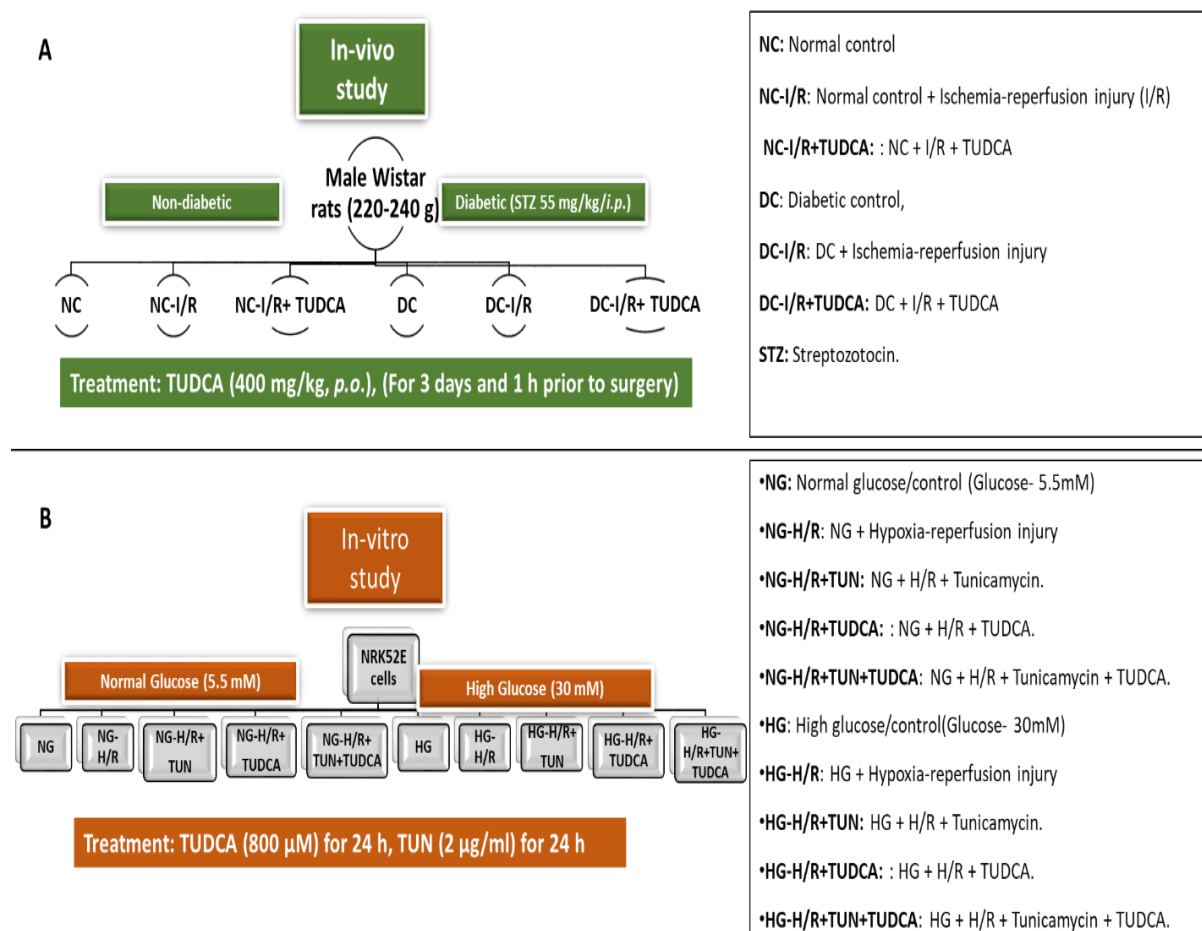 A
In-vivo
study
Male Wistar
rats (220-240 g)
Non-diabetic
Diabetic (STZ 55 mg/kg/i.p.)
NC
NC-I/R
NC-I/R+ TUDCA
DC
DC-I/R
DC-I/R+ TUDCA
Treatment: TUDCA (400 mg/kg, p.o.), (For 3 days and 1 h prior to surgery)
NC: Normal control
NC-I/R: Normal control + Ischemia-reperfusion injury (I/R)
NC-I/R+TUDCA: : NC + I/R + TUDCA
DC: Diabetic control,
DC-I/R: DC + Ischemia-reperfusion injury
DC-I/R+TUDCA: DC + I/R + TUDCA
STZ: Streptozotocin.
B
In-vitro
study
NRK52E
cells
Normal Glucose (5.5 mM)
High Glucose (30 mM)
NG
NG-
H/R
NG-H/R+
TUN
NG-H/R+
TUDCA
NG-H/R+
TUN+TUDCA
HG
HG-
H/R
HG-H/R+
TUN
HG-H/R+
TUDCA
HG-
H/R+TUN+
TUDCA
Treatment: TUDCA (800 µM) for 24 h, TUN (2 µg/ml) for 24 h
•NG: Normal glucose/control (Glucose- 5.5mM)
•NG-H/R: NG + Hypoxia-reperfusion injury
•NG-H/R+TUN: NG + H/R + Tunicamycin.
•NG-H/R+TUDCA: : NG + H/R + TUDCA.
•NG-H/R+TUN+TUDCA: NG + H/R + Tunicamycin + TUDCA.
•HG: High glucose/control(Glucose- 30mM)
•HG-H/R: HG + Hypoxia-reperfusion injury
•HG-H/R+TUN: HG + H/R + Tunicamycin.
•HG-H/R+TUDCA: : HG + H/R + TUDCA.
•HG-H/R+TUN+TUDCA: HG + H/R + Tunicamycin + TUDCA.